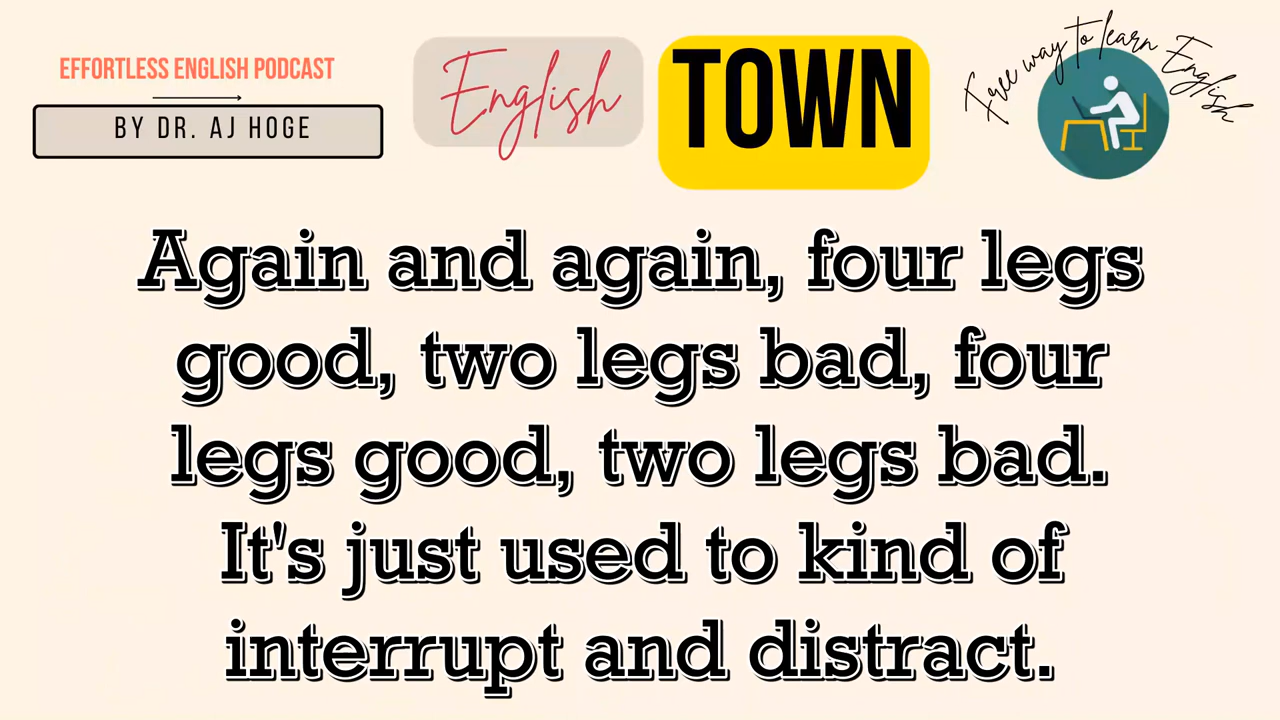 EFFORTLESS ENGLISH PODCAST
BY DR. AJ HOGE
English
TOWN
Free way to learn English
Again and again, four legs
good, two legs bad, four
legs good, two legs bad.
It's just used to kind of
interrupt and distract.